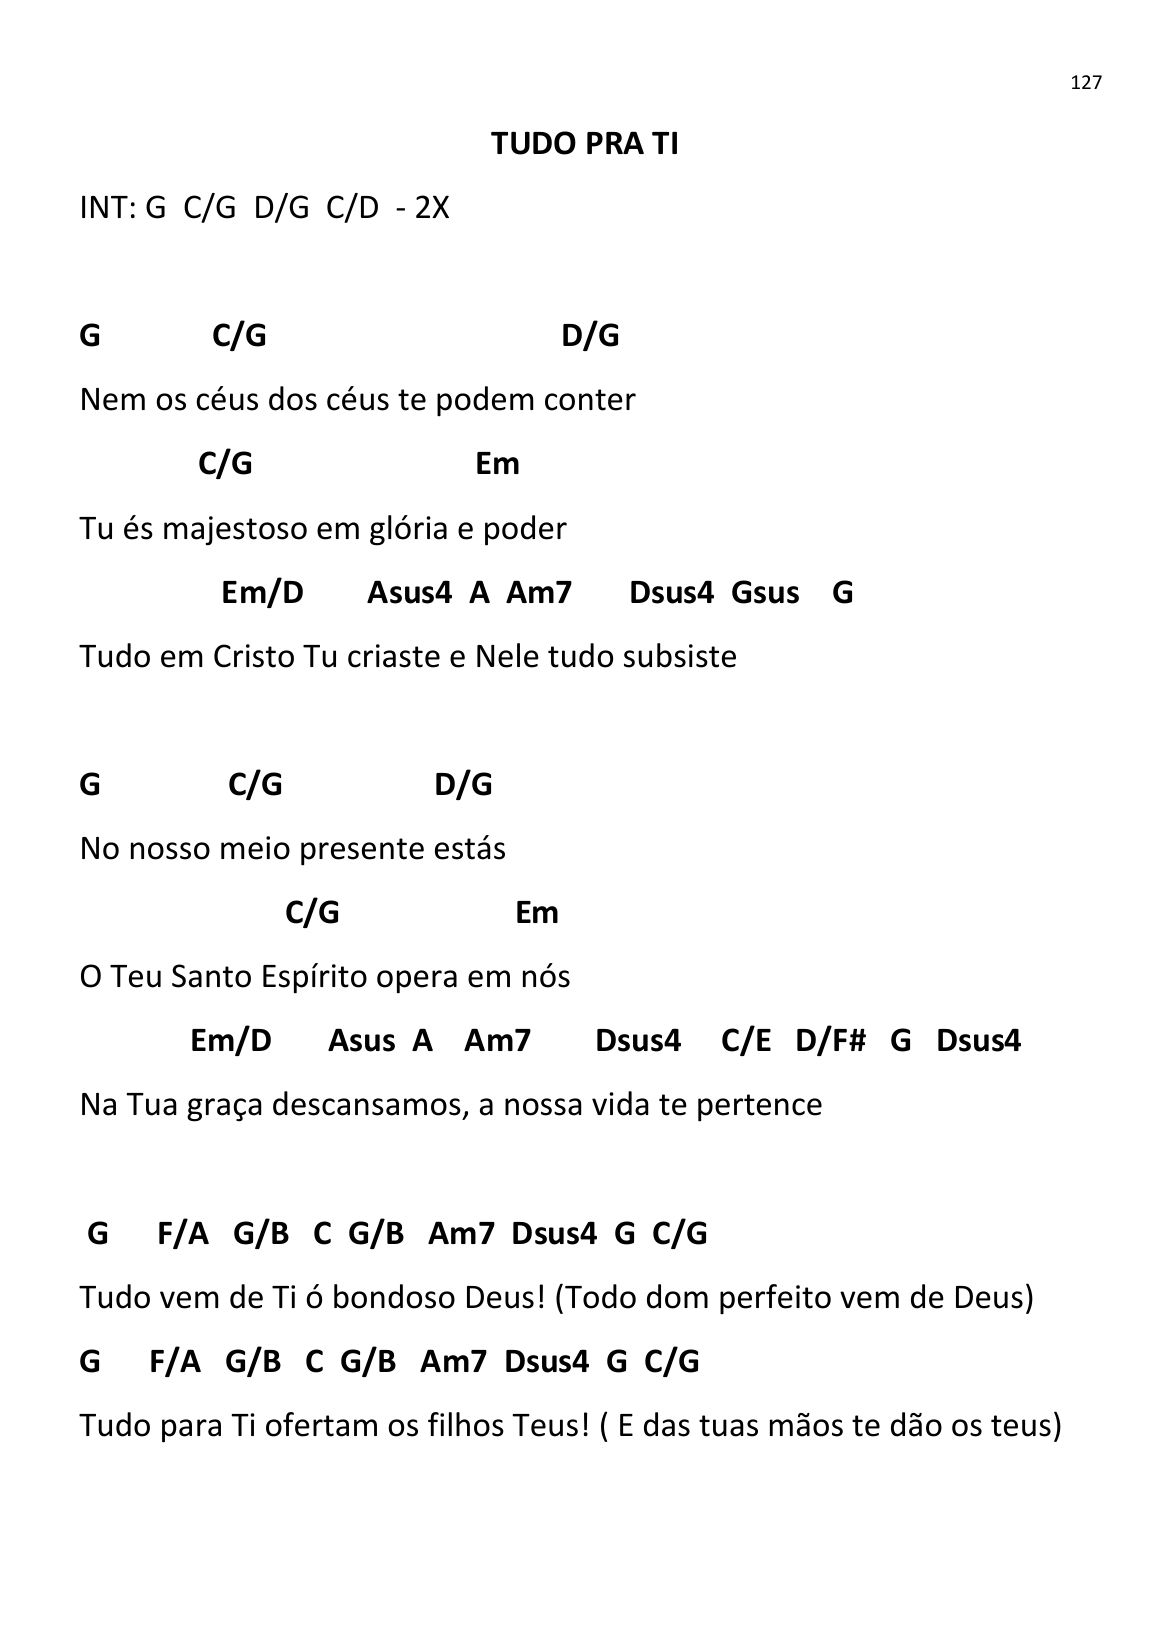 127
TUDO PRA TI
INT: G  C/G  D/G  C/D  - 2X
G C/G D/G
Nem os céus dos céus te podem conter
C/G Em
Tu és majestoso em glória e poder
Em/D Asus4 A Am7 Dsus4 Gsus G
Tudo em Cristo Tu criaste e Nele tudo subsiste
G C/G D/G
No nosso meio presente estás
C/G Em
O Teu Santo Espírito opera em nós
Em/D Asus A Am7 Dsus4 C/E D/F# G Dsus4
Na Tua graça descansamos, a nossa vida te pertence
G F/A G/B C G/B Am7 Dsus4 G C/G
Tudo vem de Ti ó bondoso Deus! (Todo dom perfeito vem de Deus)
G F/A G/B C G/B Am7 Dsus4 G C/G
Tudo para Ti ofertam os filhos Teus! ( E das tuas mãos te dão os teus)